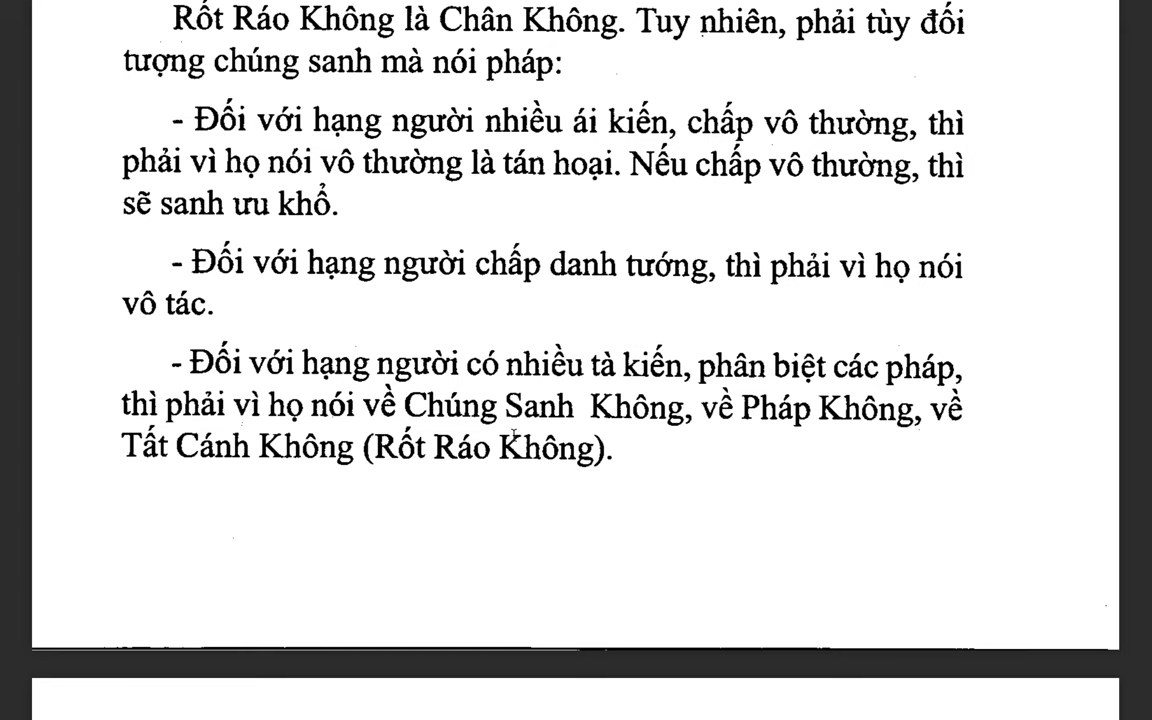 Rốt Ráo Không là Chân Không. Tuy nhiên, phải tùy đối
tượng chúng sanh mà nói pháp:
- Đối với hạng người nhiều ái kiến, chấp vô thường, thì
phải vì họ nói vô thường là tán hoại. Nếu chấp vô thường, thì
sẽ sanh ưu khổ.
- Đối với hạng người chấp danh tướng, thì phải vì họ nói
vô tác.
- Đối với hạng người có nhiều tà kiến, phân biệt các pháp,
thì phải vì họ nói về Chúng Sanh Không, về Pháp Không, về
Tất Cánh Không (Rốt Ráo Không).